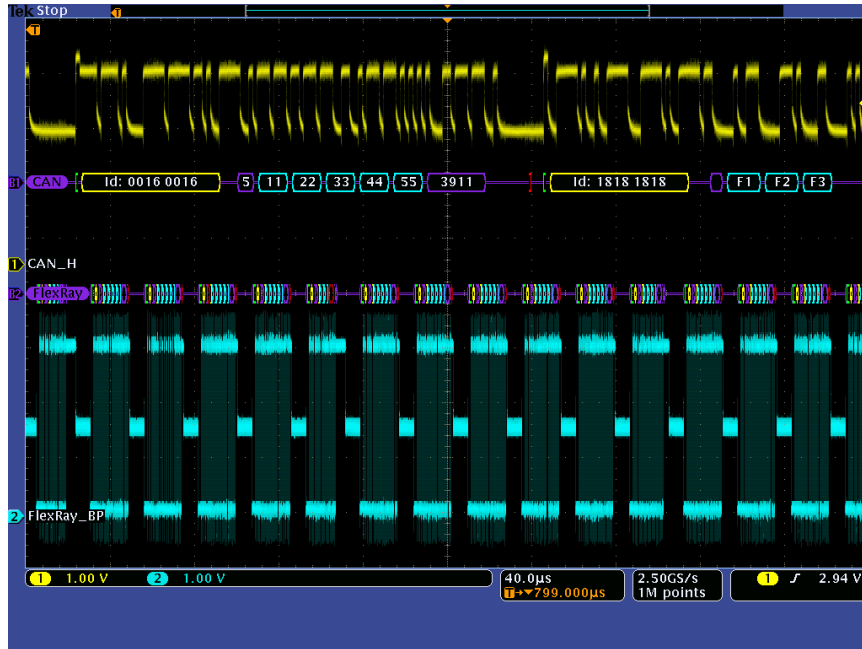 Tek Stop
T
T
B1 CAN Id: 0016 0016 5 11 22 33 44 55 3911 Id: 1818 1818 F1 F2 F3
1 CAN_H
B2 FlexRay
2 FlexRay_BP
1 1.00 V 2 1.00 V 40.0µs 2.50GS/s 1 2.94 V
T→▼799.000µs 1M points